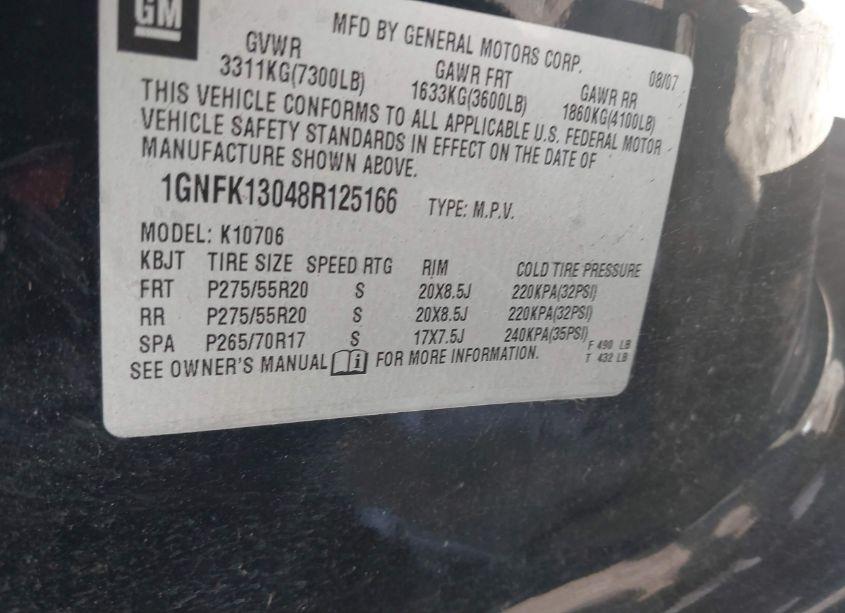 GM
MFD BY GENERAL MOTORS CORP.
08/07
GVWR GAWR FRT GAWR RR
3311KG(7300LB) 1633KG(3600LB) 1860KG(4100LB)
THIS VEHICLE CONFORMS TO ALL APPLICABLE U.S. FEDERAL MOTOR
VEHICLE SAFETY STANDARDS IN EFFECT ON THE DATE OF
MANUFACTURE SHOWN ABOVE.
1GNFK13048R125166 TYPE: M.P.V.
MODEL: K10706
KBJT TIRE SIZE SPEED RTG RIM COLD TIRE PRESSURE
FRT P275/55R20 S 20X8.5J 220KPA(32PSI)
RR P275/55R20 S 20X8.5J 220KPA(32PSI)
SPA P265/70R17 S 17X7.5J 240KPA(35PSI)
SEE OWNER'S MANUAL i FOR MORE INFORMATION.
F 490 LB
T 432 LB